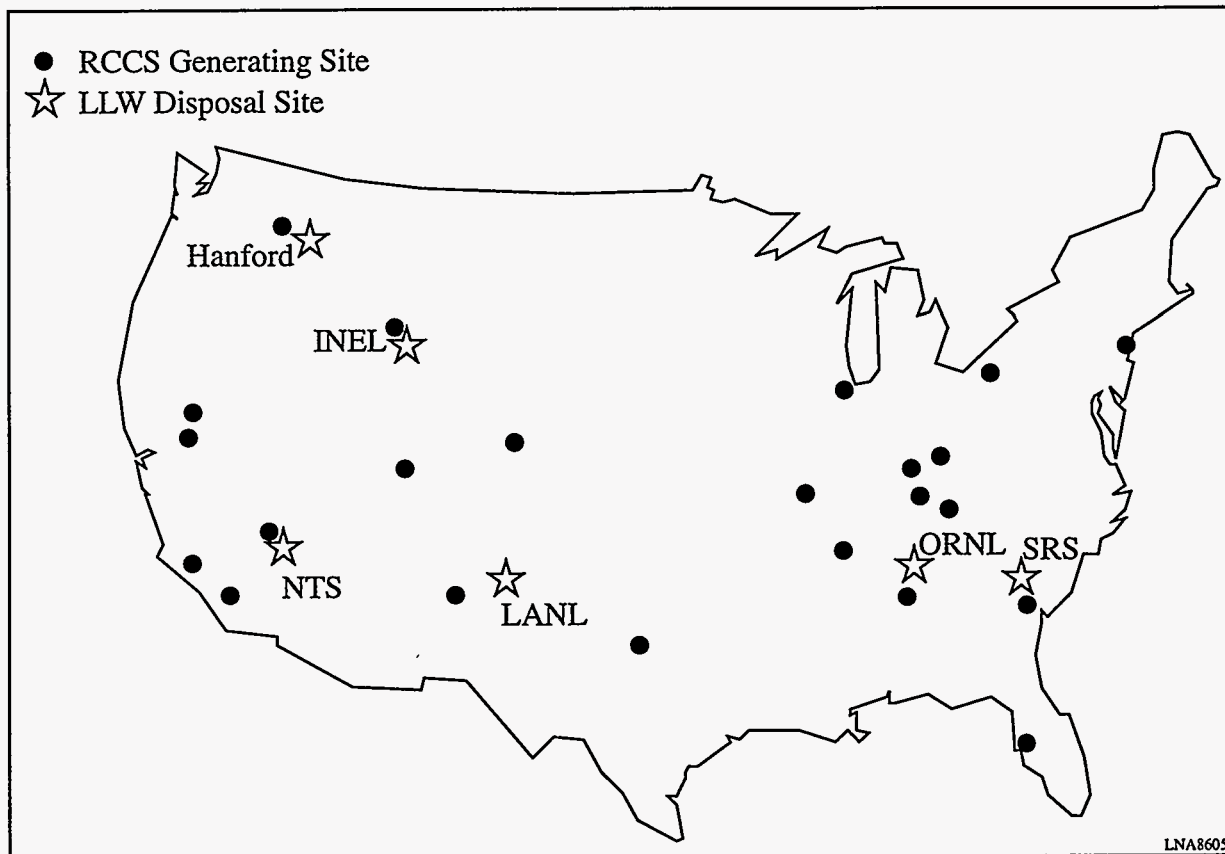 RCCS Generating Site
LLW Disposal Site
Hanford
INEL
ORNL
SRS
NTS
LANL
LNA8605